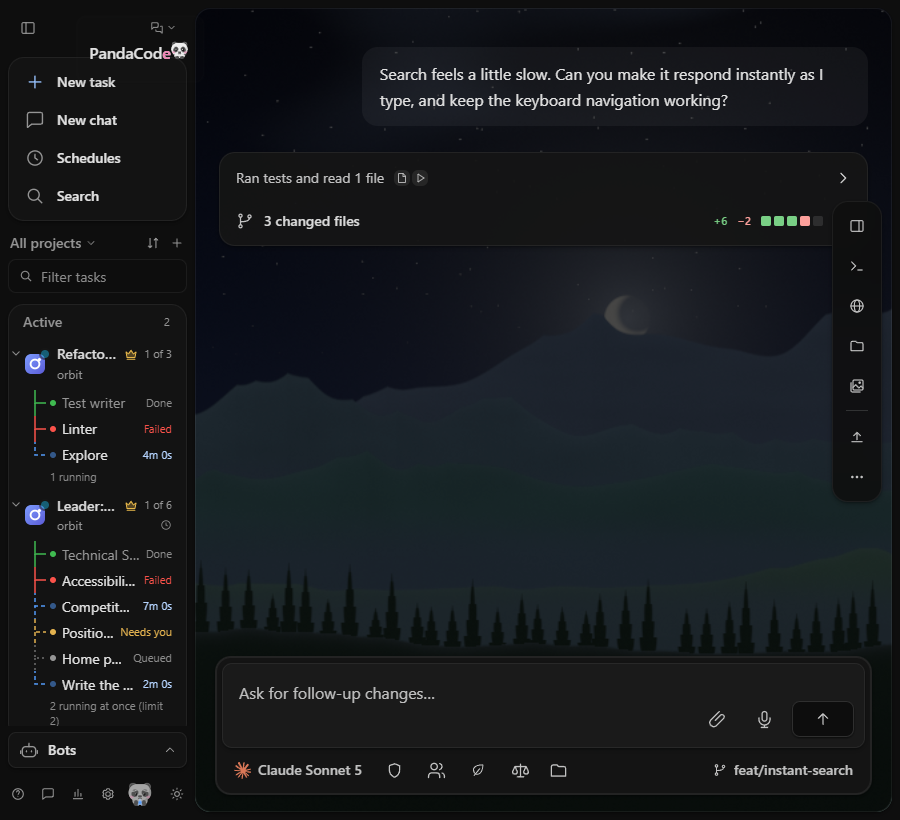 PandaCode
New task
New chat
Schedules
Search
All projects
Filter tasks
Active 2
Refacto... 1 of 3
orbit
Test writer Done
Linter Failed
Explore 4m 0s
1 running
Leader:... 1 of 6
orbit
Technical S... Done
Accessibili... Failed
Competit... 7m 0s
Positio... Needs you
Home p... Queued
Write the ... 2m 0s
2 running at once (limit
2)
Bots
Search feels a little slow. Can you make it respond instantly as I
type, and keep the keyboard navigation working?
Ran tests and read 1 file
3 changed files +6 −2
Ask for follow-up changes...
Claude Sonnet 5 feat/instant-search